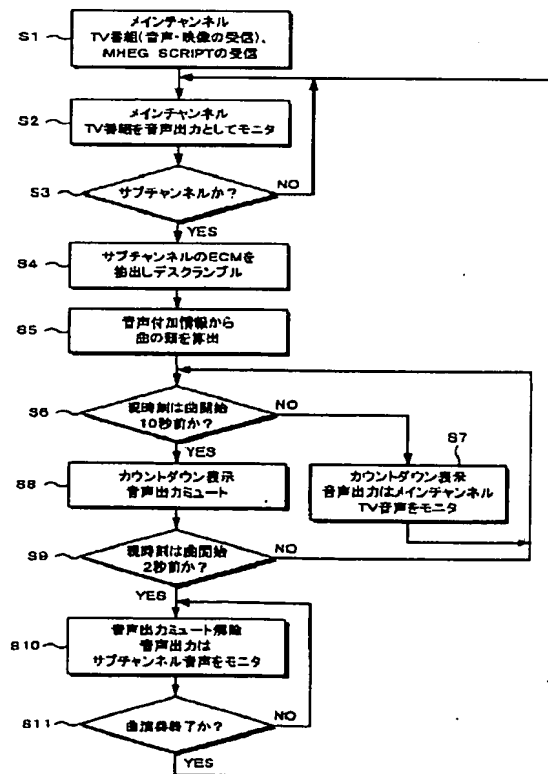 S1
メインチャンネル
TV番組(音声・映像の受信)、
MHEG SCRIPTの受信
S2
メインチャンネル
TV番組を音声出力としてモニタ
S3
サブチャンネルか?
NO
YES
S4
サブチャンネルのECMを
抽出しデスクランブル
S5
音声付加情報から
曲の頭を算出
S6
現時刻は曲開始
10秒前か?
NO
YES
S7
カウントダウン表示
音声出力はメインチャンネル
TV音声をモニタ
S8
カウントダウン表示
音声出力ミュート
S9
現時刻は曲開始
2秒前か?
NO
YES
S10
音声出力ミュート解除
音声出力は
サブチャンネル音声をモニタ
S11
曲演奏終了か?
NO
YES